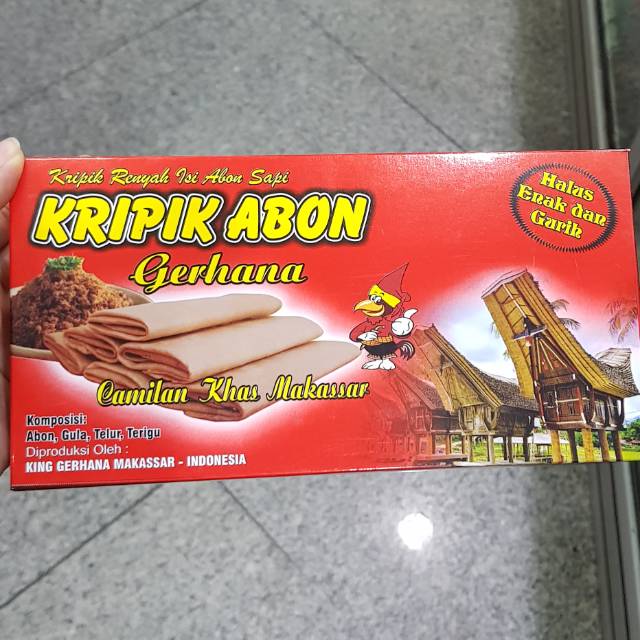 Kripik Renyah Isi Abon Sapi
KRIPIK ABON
Gerhana
Halus
Enak dan
Gurih
Camilan Khas Makassar
Komposisi:
Abon, Gula, Telur, Terigu
Diproduksi Oleh :
KING GERHANA MAKASSAR - INDONESIA